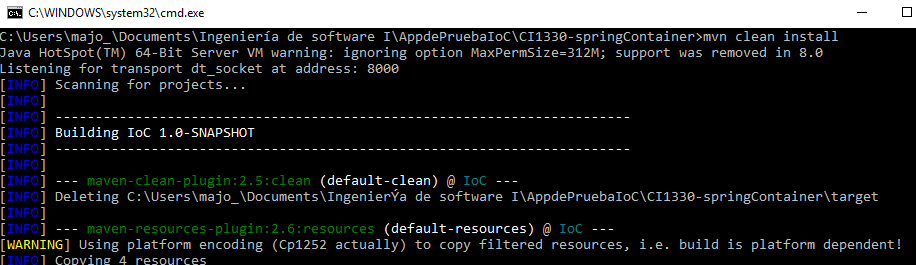 C:\WINDOWS\system32\cmd.exe
C:\Users\majo_\Documents\Ingeniería de software I\AppdePruebaIoC\CI1330-springContainer>mvn clean install
Java HotSpot(TM) 64-Bit Server VM warning: ignoring option MaxPermSize=312M; support was removed in 8.0
Listening for transport dt_socket at address: 8000
[INFO] Scanning for projects...
[INFO]
[INFO] ------------------------------------------------------------------------
[INFO] Building IoC 1.0-SNAPSHOT
[INFO] ------------------------------------------------------------------------
[INFO]
[INFO] --- maven-clean-plugin:2.5:clean (default-clean) @ IoC ---
[INFO] Deleting C:\Users\majo_\Documents\IngenierÝa de software I\AppdePruebaIoC\CI1330-springContainer\target
[INFO]
[INFO] --- maven-resources-plugin:2.6:resources (default-resources) @ IoC ---
[WARNING] Using platform encoding (Cp1252 actually) to copy filtered resources, i.e. build is platform dependent!
[INFO] Copying 4 resources